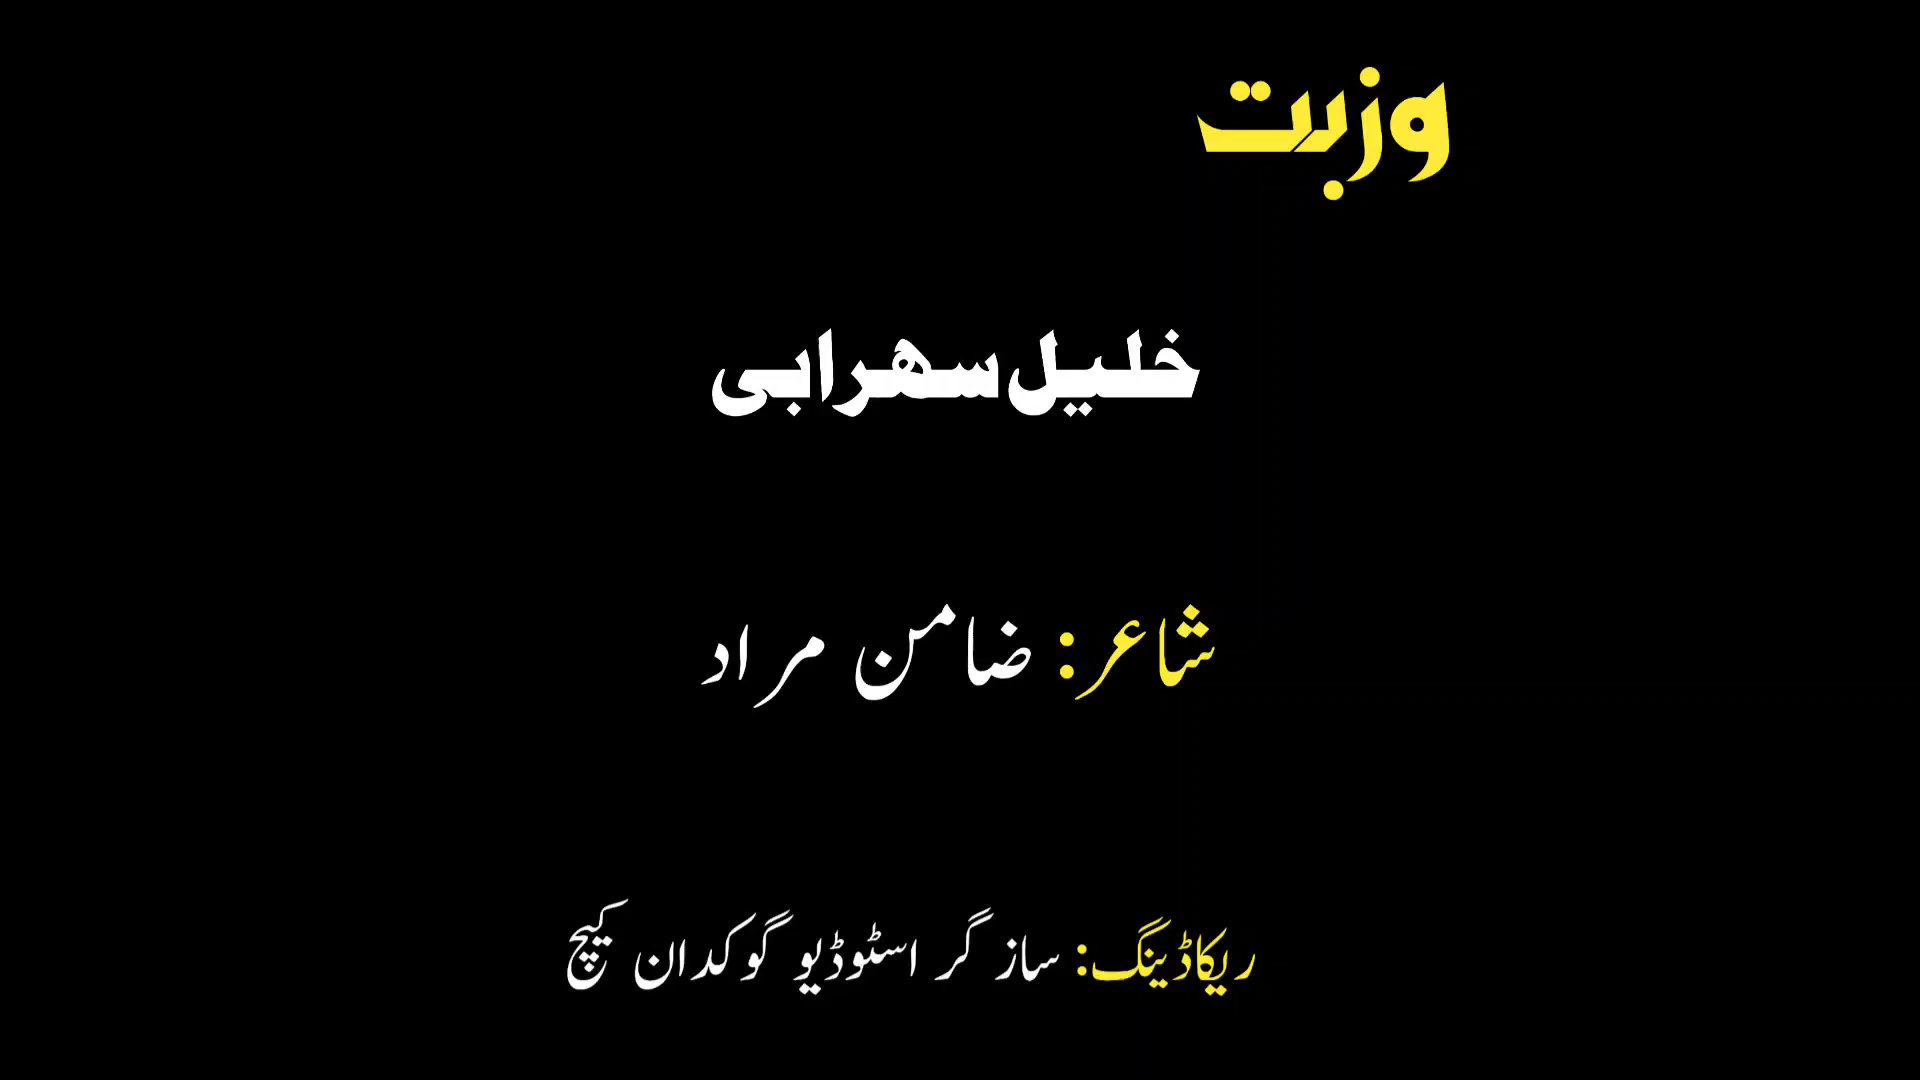 وزبت
خلیل سھرابی
شاعر: ضامن مراد
ریکاڈینگ: ساز گر اسٹوڈیو گوکدان کیچ